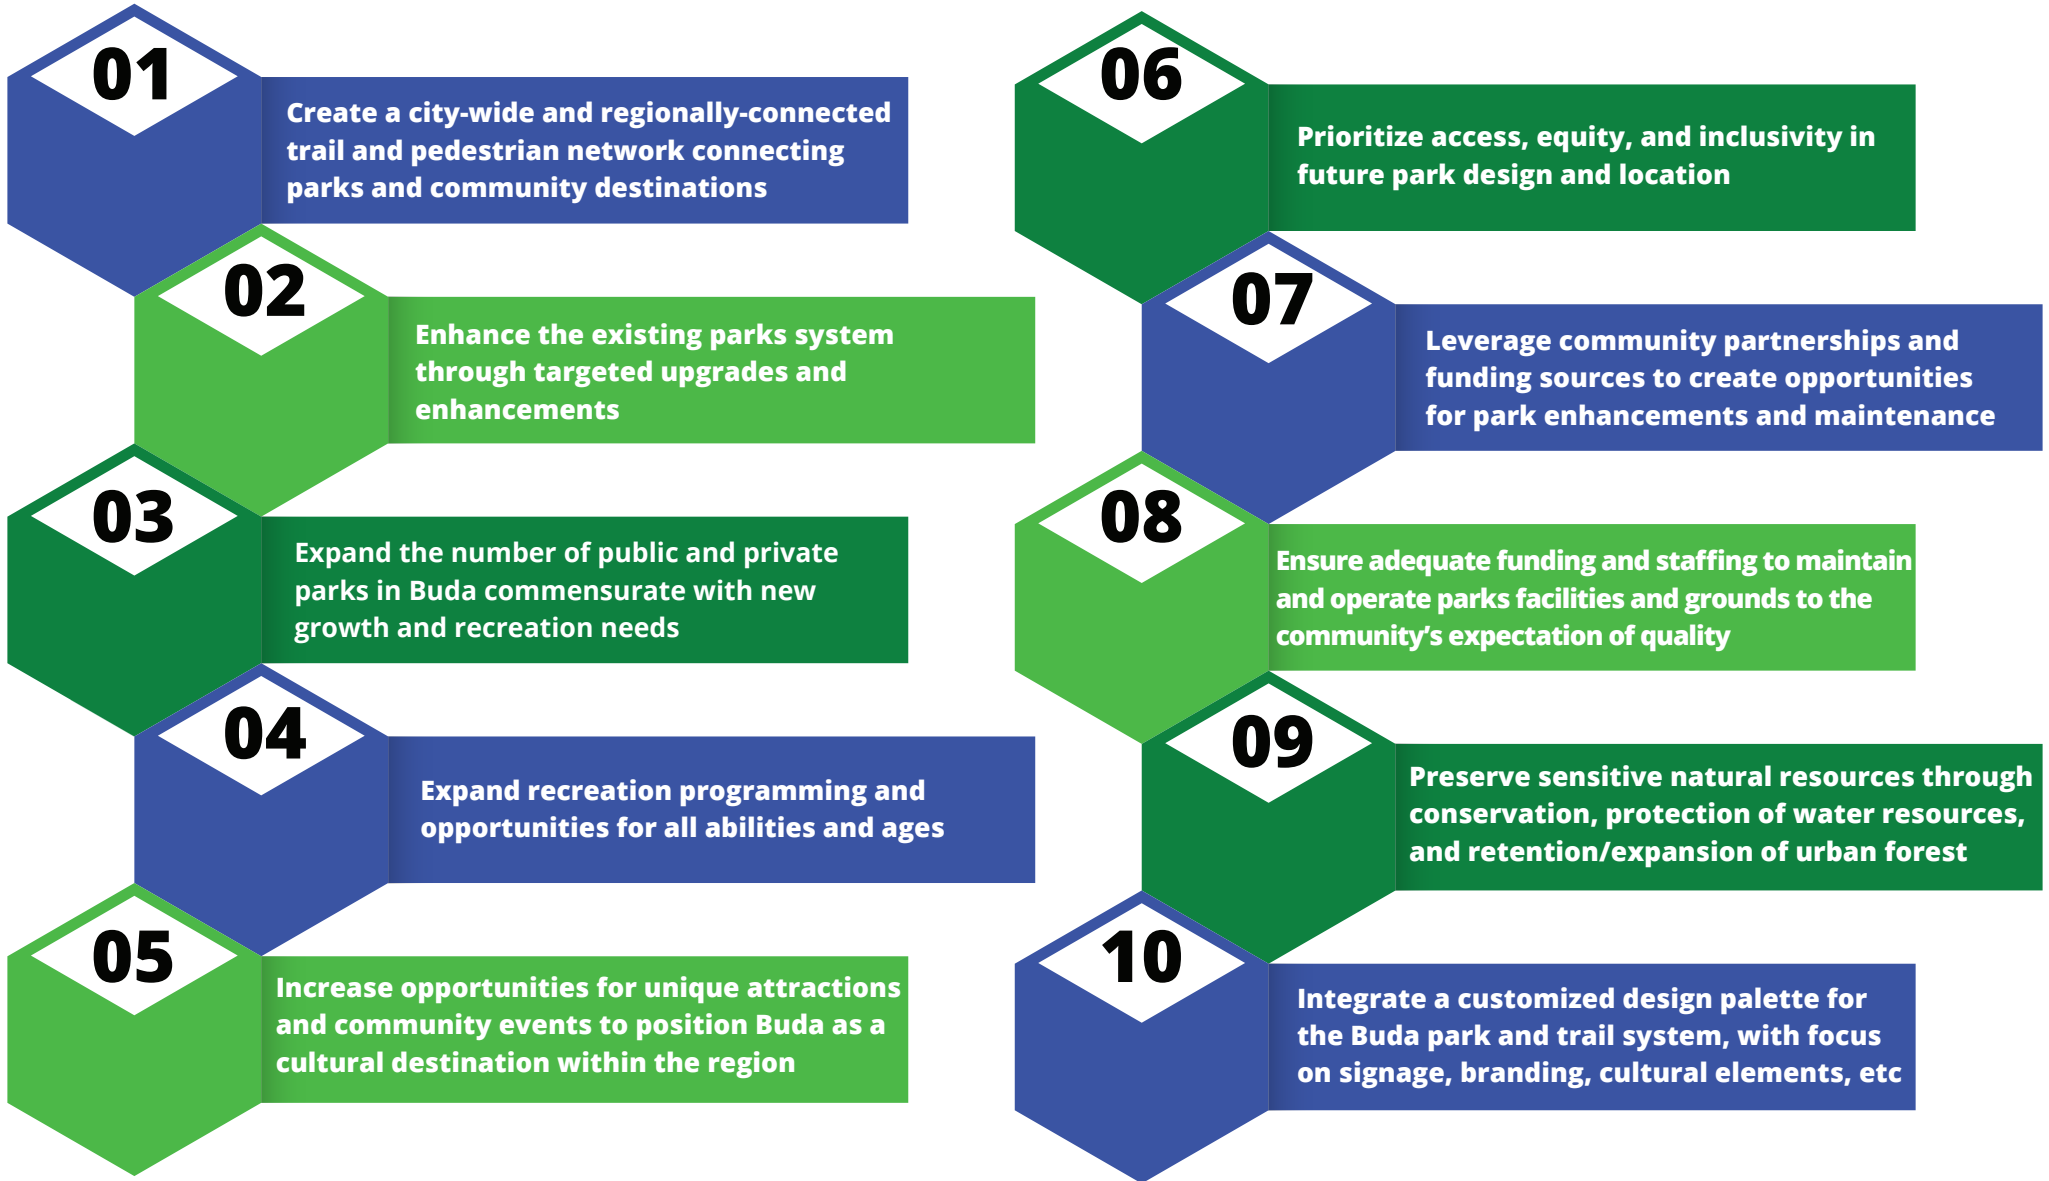 01
Create a city-wide and regionally-connected
trail and pedestrian network connecting
parks and community destinations
02
Enhance the existing parks system
through targeted upgrades and
enhancements
03
Expand the number of public and private
parks in Buda commensurate with new
growth and recreation needs
04
Expand recreation programming and
opportunities for all abilities and ages
05
Increase opportunities for unique attractions
and community events to position Buda as a
cultural destination within the region
06
Prioritize access, equity, and inclusivity in
future park design and location
07
Leverage community partnerships and
funding sources to create opportunities
for park enhancements and maintenance
08
Ensure adequate funding and staffing to maintain
and operate parks facilities and grounds to the
community’s expectation of quality
09
Preserve sensitive natural resources through
conservation, protection of water resources,
and retention/expansion of urban forest
10
Integrate a customized design palette for
the Buda park and trail system, with focus
on signage, branding, cultural elements, etc